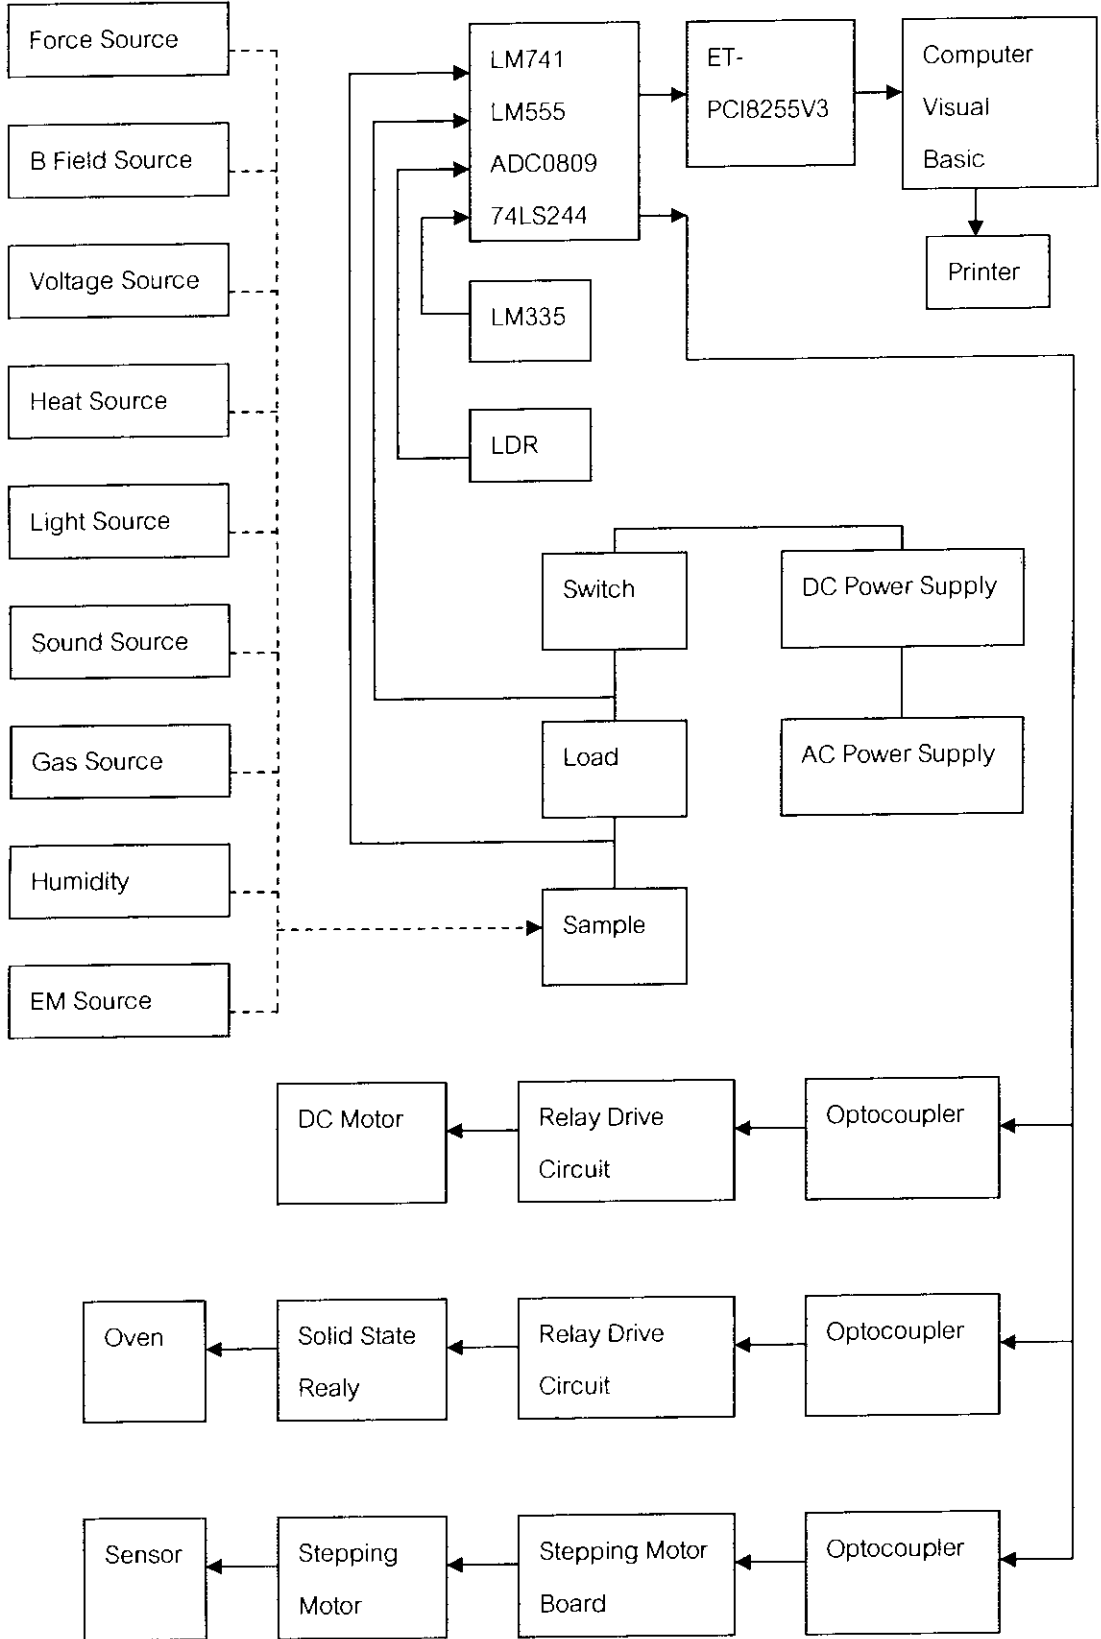 Force Source
B Field Source
Voltage Source
Heat Source
Light Source
Sound Source
Gas Source
Humidity
EM Source
LM741
LM555
ADC0809
74LS244
ET-
PCI8255V3
Computer
Visual
Basic
Printer
LM335
LDR
Switch
DC Power Supply
Load
AC Power Supply
Sample
DC Motor
Relay Drive
Circuit
Optocoupler
Oven
Solid State
Realy
Relay Drive
Circuit
Optocoupler
Sensor
Stepping
Motor
Stepping Motor
Board
Optocoupler